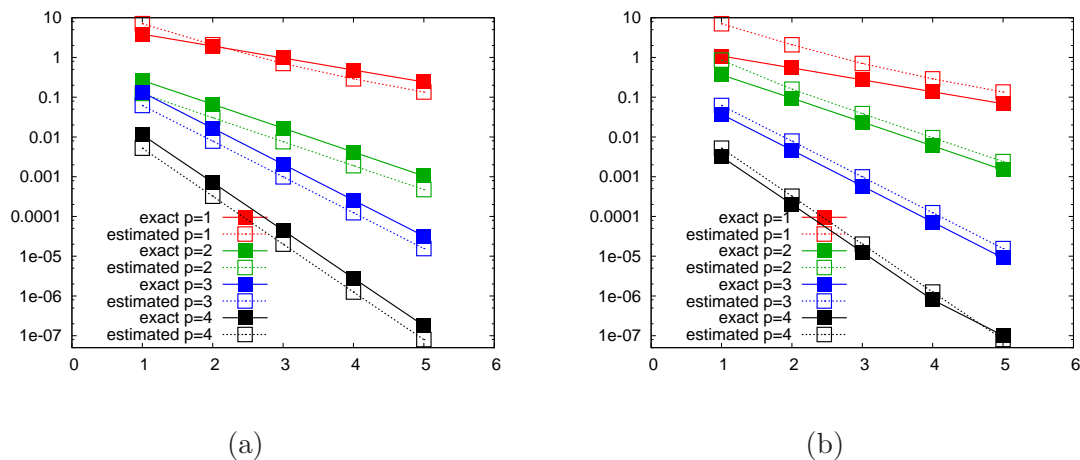 10
1
0.1
0.01
0.001
0.0001
1e-05
1e-06
1e-07
0 1 2 3 4 5 6
exact p=1
estimated p=1
exact p=2
estimated p=2
exact p=3
estimated p=3
exact p=4
estimated p=4
(a)
10
1
0.1
0.01
0.001
0.0001
1e-05
1e-06
1e-07
0 1 2 3 4 5 6
exact p=1
estimated p=1
exact p=2
estimated p=2
exact p=3
estimated p=3
exact p=4
estimated p=4
(b)